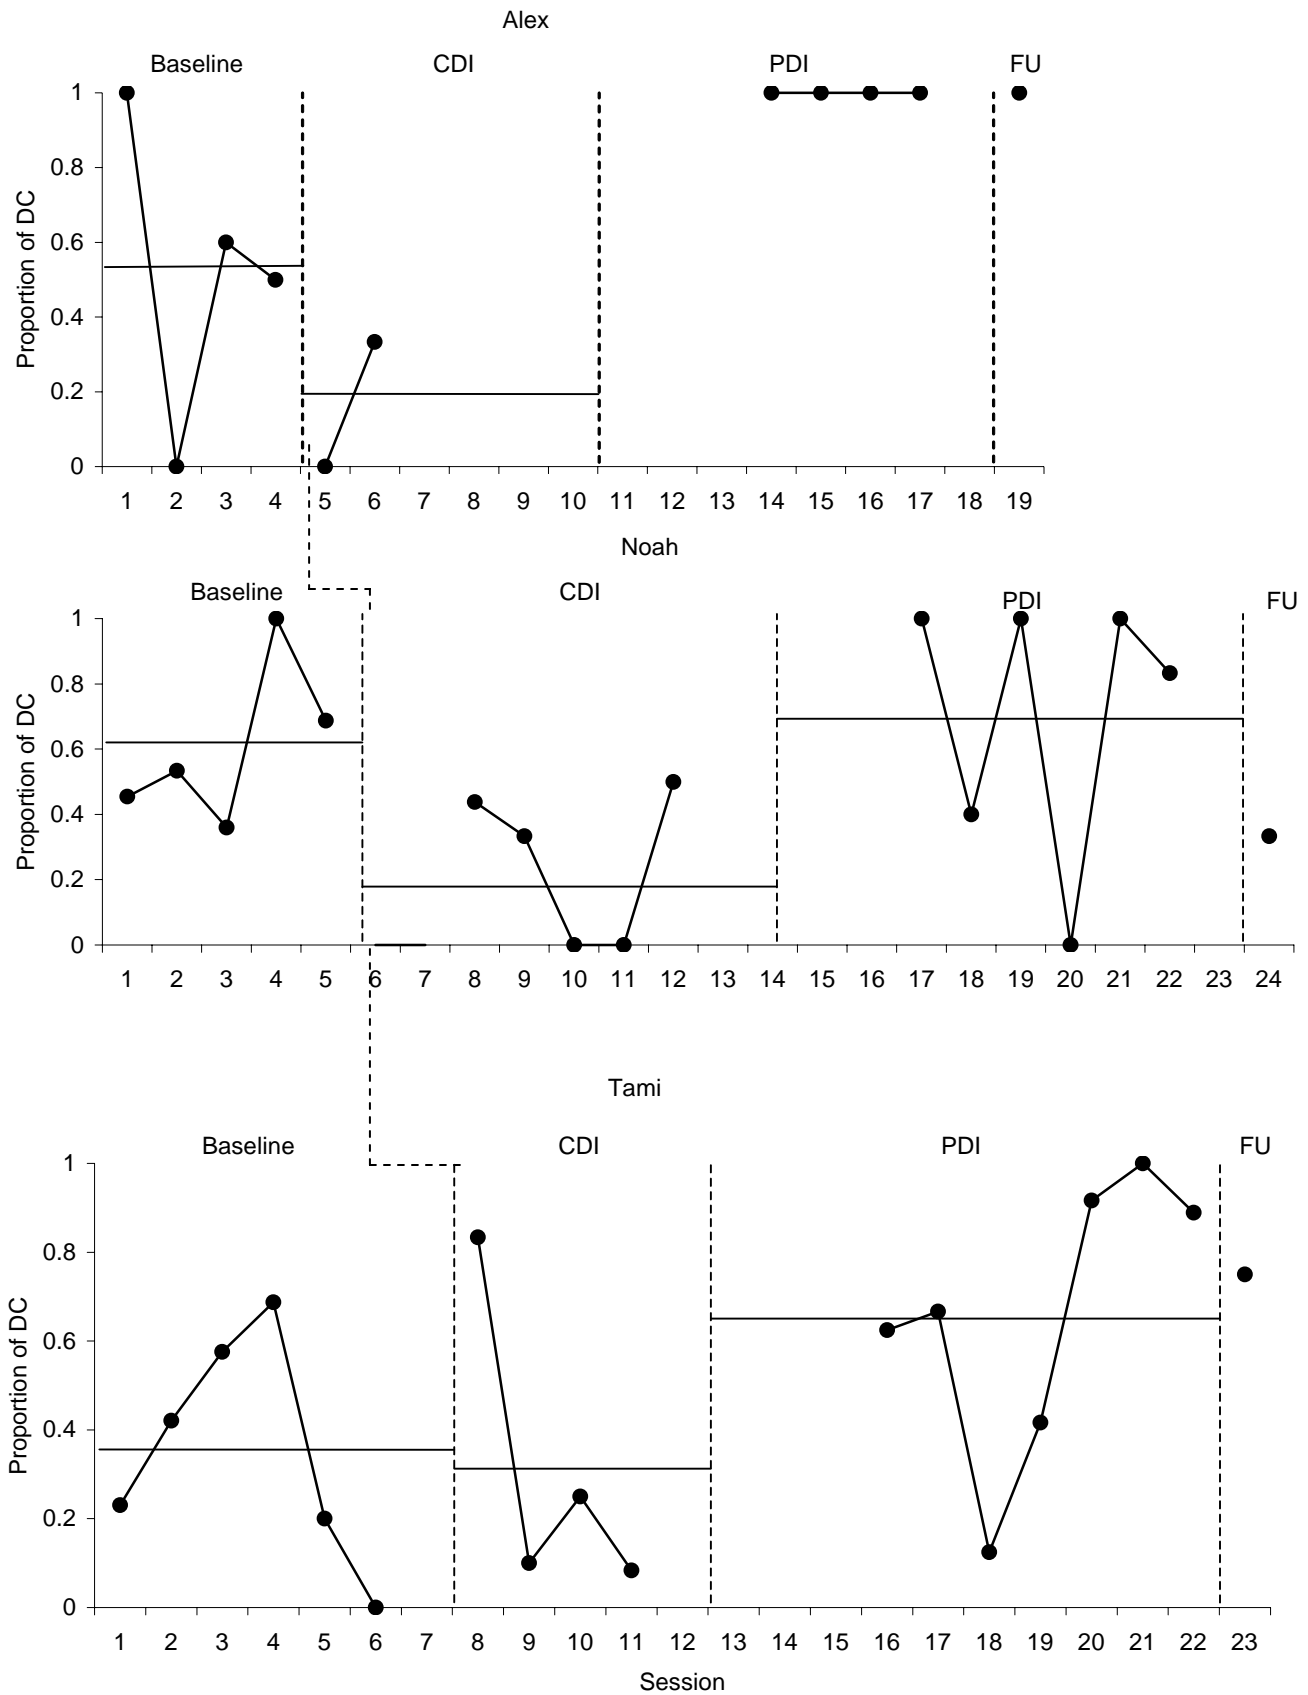 Alex
Baseline CDI PDI FU
1
0.8
0.6
0.4
0.2
0
Proportion of DC
1 2 3 4 5 6 7 8 9 10 11 12 13 14 15 16 17 18 19
Noah
Baseline CDI PDI FU
1
0.8
0.6
0.4
0.2
0
Proportion of DC
1 2 3 4 5 6 7 8 9 10 11 12 13 14 15 16 17 18 19 20 21 22 23 24
Tami
Baseline CDI PDI FU
1
0.8
0.6
0.4
0.2
0
Proportion of DC
1 2 3 4 5 6 7 8 9 10 11 12 13 14 15 16 17 18 19 20 21 22 23
Session